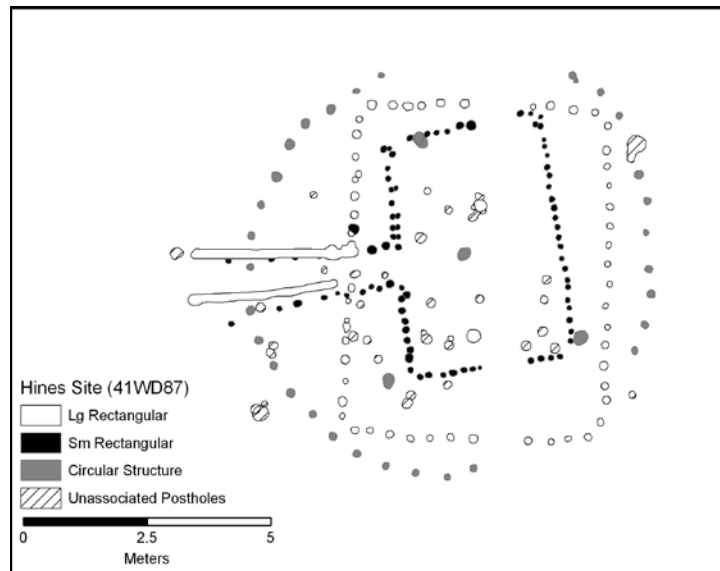 Hines Site (41WD87)
Lg Rectangular
Sm Rectangular
Circular Structure
Unassociated Postholes
0 2.5 5
Meters